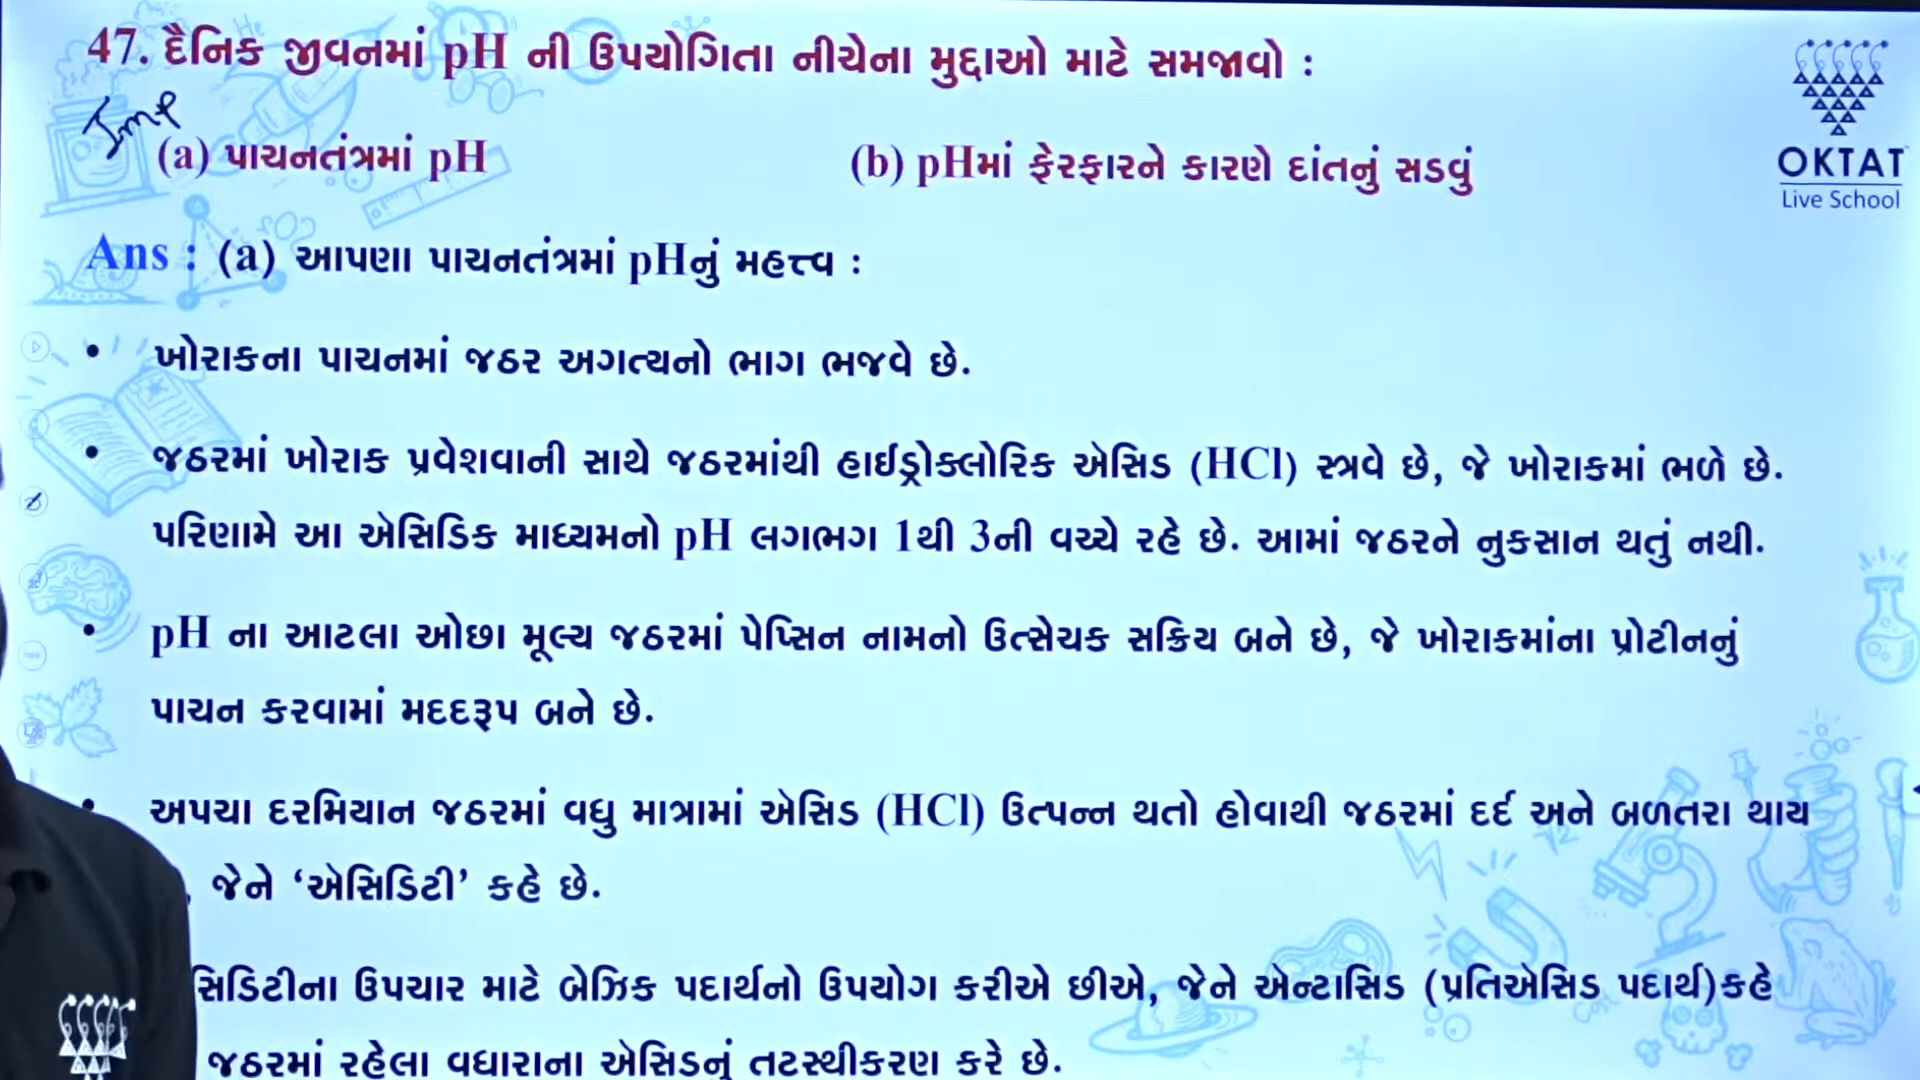 47. દૈનિક જીવનમાં pH ની ઉપયોગિતા નીચેના મુદ્દાઓ માટે સમજાવો :
Imp
(a) પાચનતંત્રમાં pH
(b) pHમાં ફેરફારને કારણે દાંતનું સડવું
OKTAT
Live School
Ans : (a) આપણા પાચનતંત્રમાં pHનું મહત્ત્વ :
• ખોરાકના પાચનમાં જઠર અગત્યનો ભાગ ભજવે છે.
• જઠરમાં ખોરાક પ્રવેશવાની સાથે જઠરમાંથી હાઈડ્રોક્લોરિક એસિડ (HCl) સ્ત્રવે છે, જે ખોરાકમાં ભળે છે.
પરિણામે આ એસિડિક માધ્યમનો pH લગભગ 1થી 3ની વચ્ચે રહે છે. આમાં જઠરને નુકસાન થતું નથી.
• pH ના આટલા ઓછા મૂલ્ય જઠરમાં પેપ્સિન નામનો ઉત્સેચક સક્રિય બને છે, જે ખોરાકમાંના પ્રોટીનનું
પાચન કરવામાં મદદરૂપ બને છે.
• અપચા દરમિયાન જઠરમાં વધુ માત્રામાં એસિડ (HCl) ઉત્પન્ન થતો હોવાથી જઠરમાં દર્દ અને બળતરા થાય
, જેને ‘એસિડિટી’ કહે છે.
સિડિટીના ઉપચાર માટે બેઝિક પદાર્થનો ઉપયોગ કરીએ છીએ, જેને એન્ટાસિડ (પ્રતિએસિડ પદાર્થ)કહે
જઠરમાં રહેલા વધારાના એસિડનું તટસ્થીકરણ કરે છે.